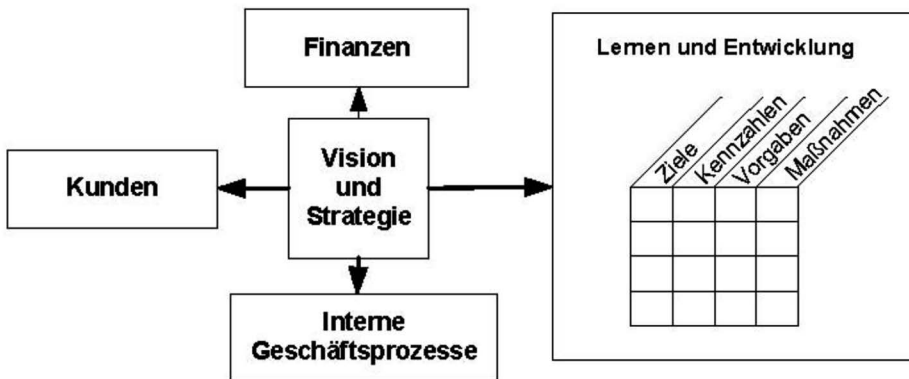 Finanzen
Lernen und Entwicklung
Ziele
Kennzahlen
Vorgaben
Maßnahmen
Kunden
Vision
und
Strategie
Interne
Geschäftsprozesse